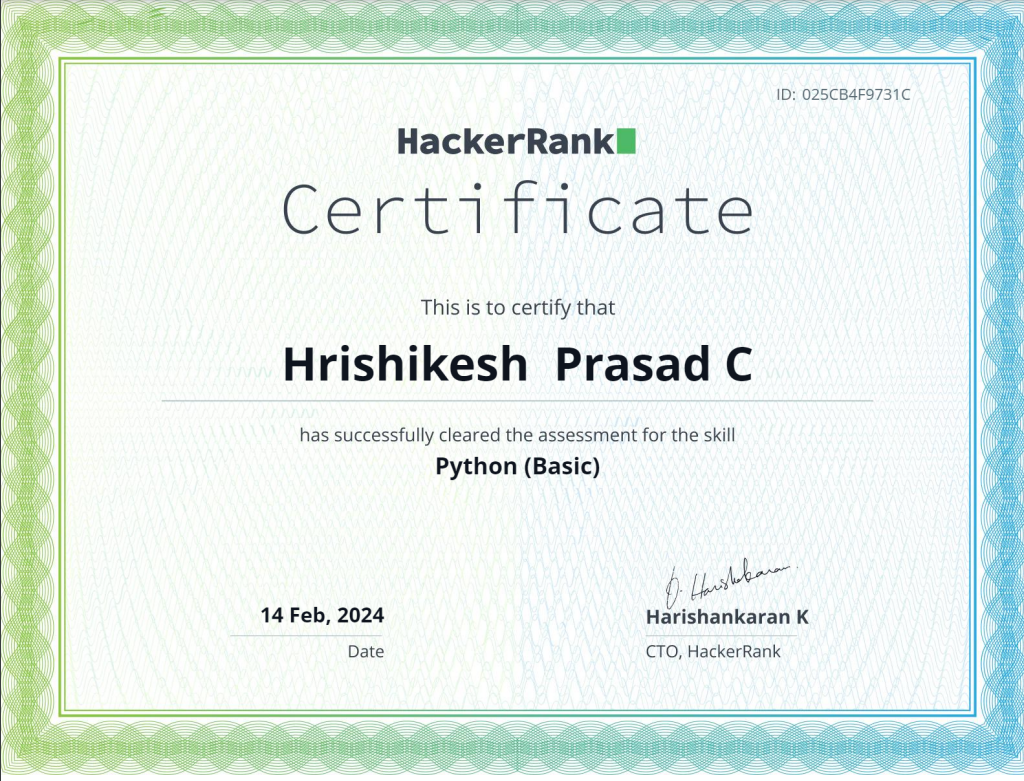 ID: 025CB4F9731C
HackerRank
Certificate
This is to certify that
Hrishikesh  Prasad C
has successfully cleared the assessment for the skill
Python (Basic)
14 Feb, 2024
Date
Harishankaran K
CTO, HackerRank